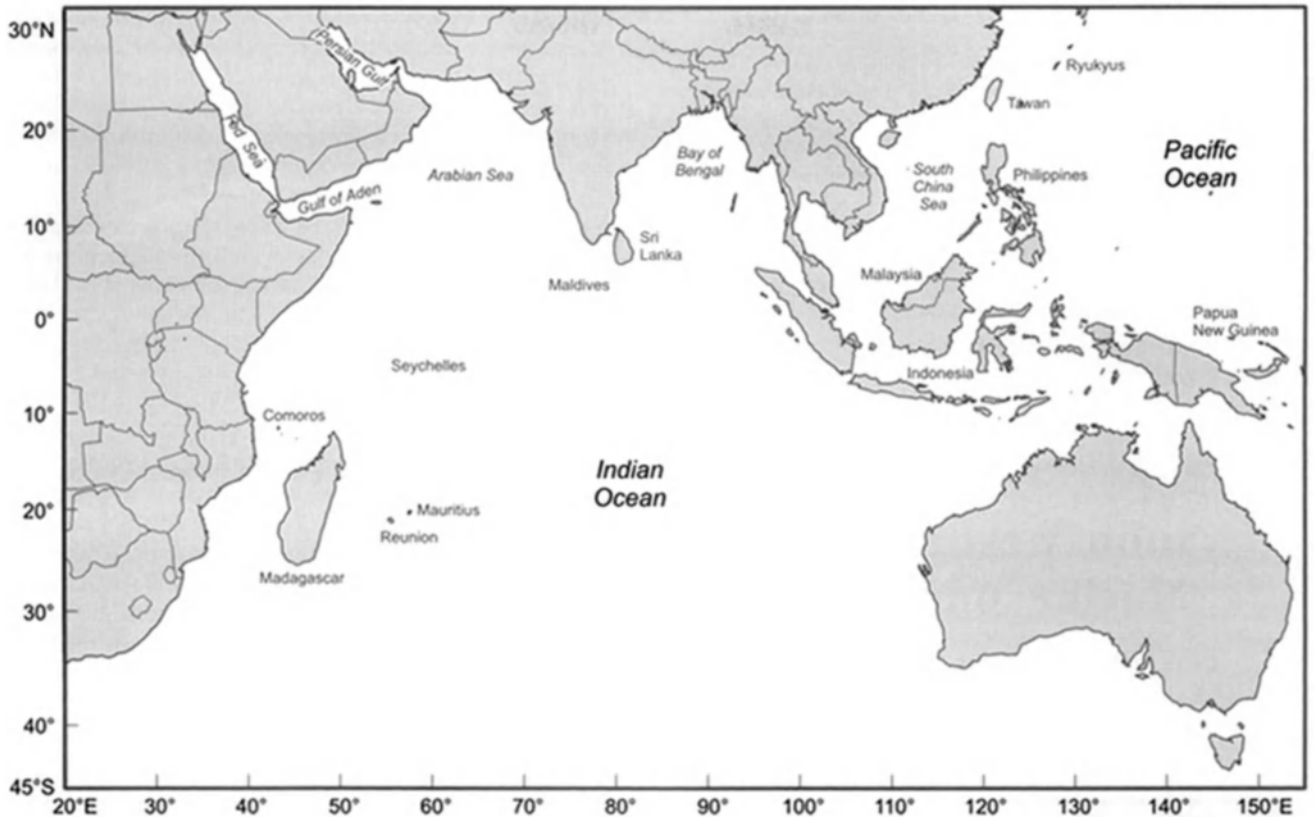 30°N
Persian Gulf
Ryukyus
Tawan
20°
Red Sea
Bay of
Bengal
Pacific
Ocean
Arabian Sea
South
China
Sea
Philippines
Gulf of Aden
10°
Sri
Lanka
Malaysia
Maldives
0°
Papua
New Guinea
Seychelles
Indonesia
10°
Comoros
Indian
Ocean
20°
Mauritius
Reunion
Madagascar
30°
40°
45°S
20°E
30°
40°
50°
60°
70°
80°
90°
100°
110°
120°
130°
140°
150°E